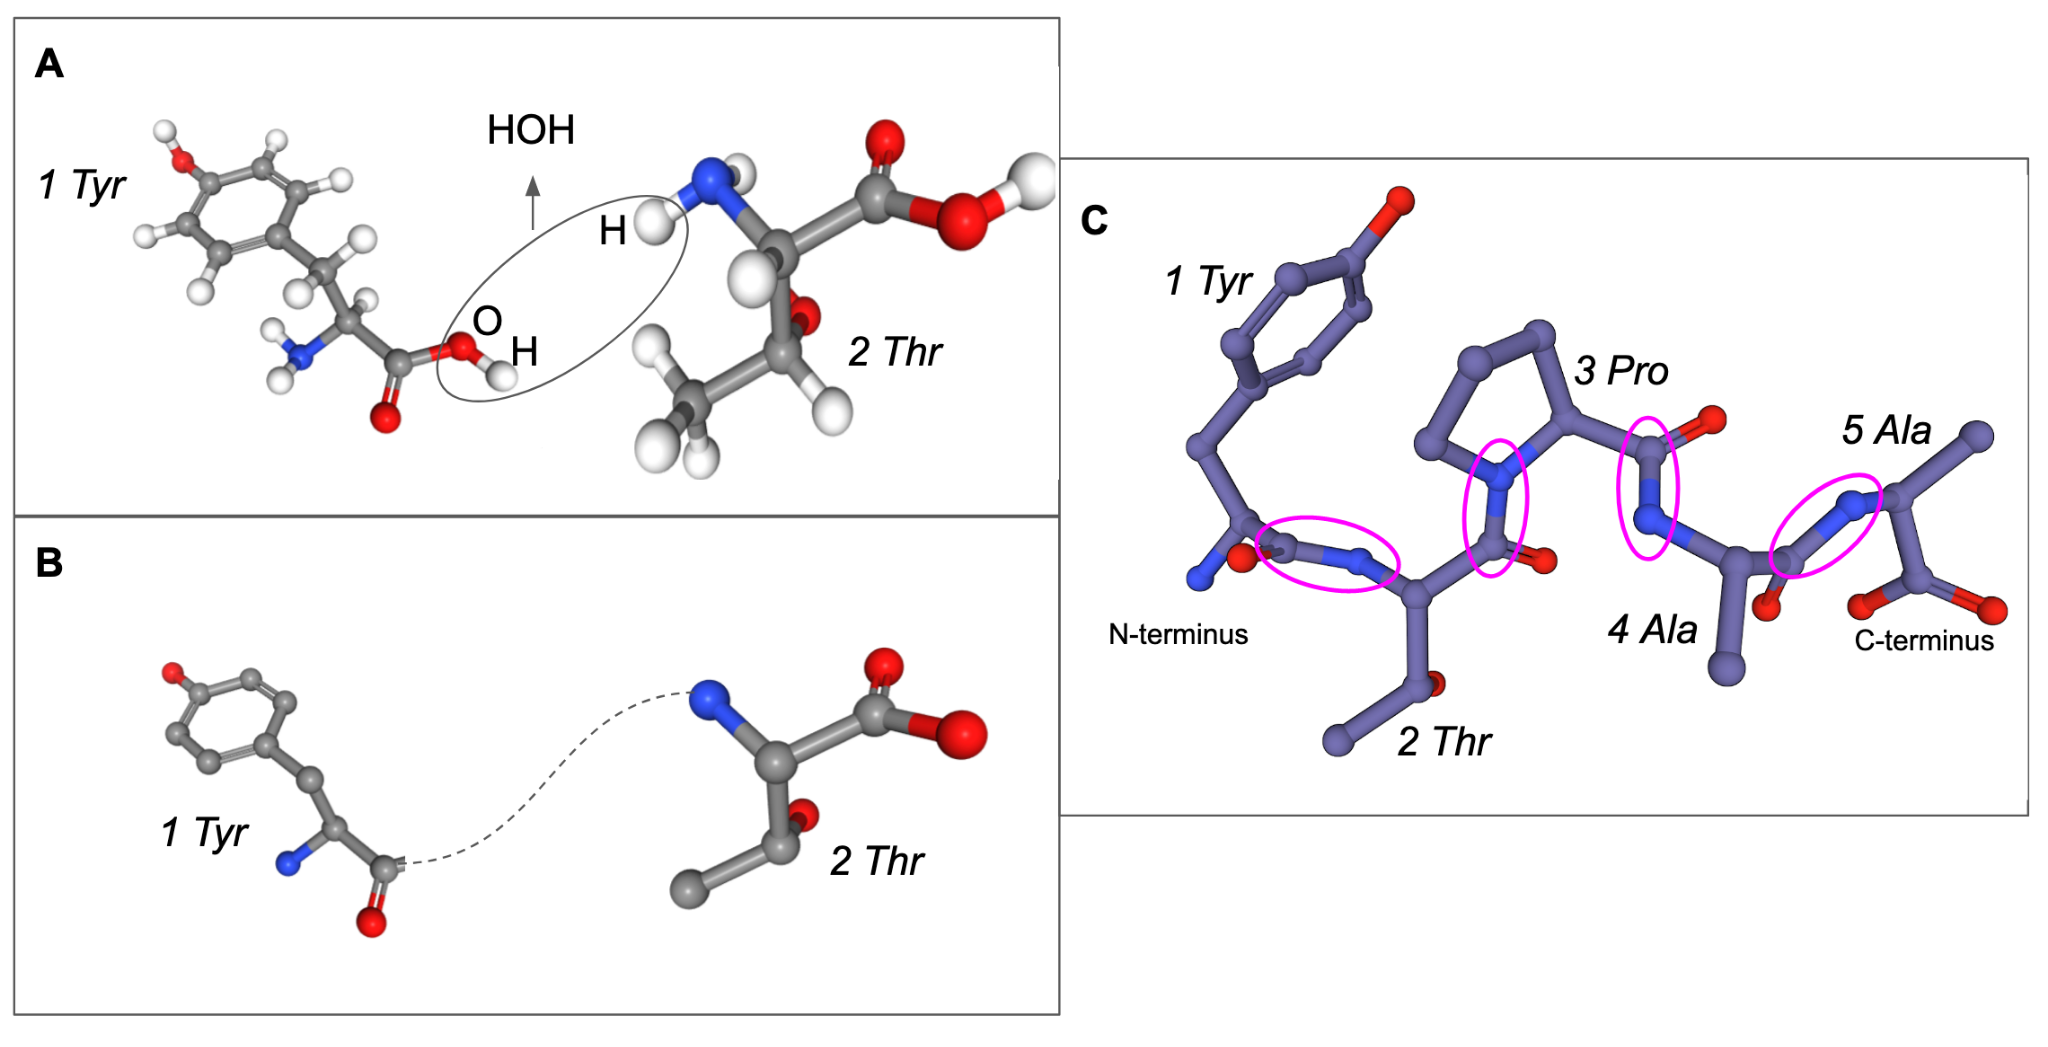 A
1 Tyr
HOH
H
O
H
2 Thr
B
1 Tyr
2 Thr
C
1 Tyr
3 Pro
5 Ala
N-terminus
4 Ala
C-terminus
2 Thr